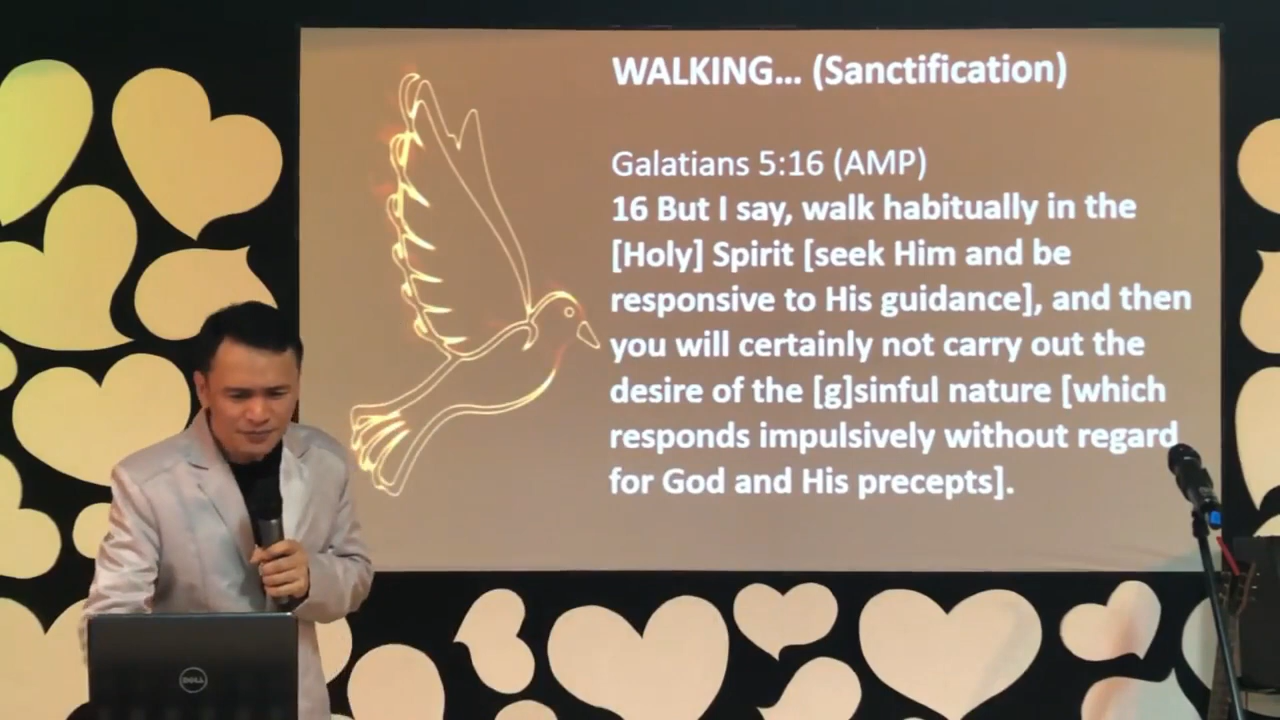 WALKING... (Sanctification)
Galatians 5:16 (AMP)
16 But I say, walk habitually in the
[Holy] Spirit [seek Him and be
responsive to His guidance], and then
you will certainly not carry out the
desire of the [g]sinful nature [which
responds impulsively without regard
for God and His precepts].
DELL